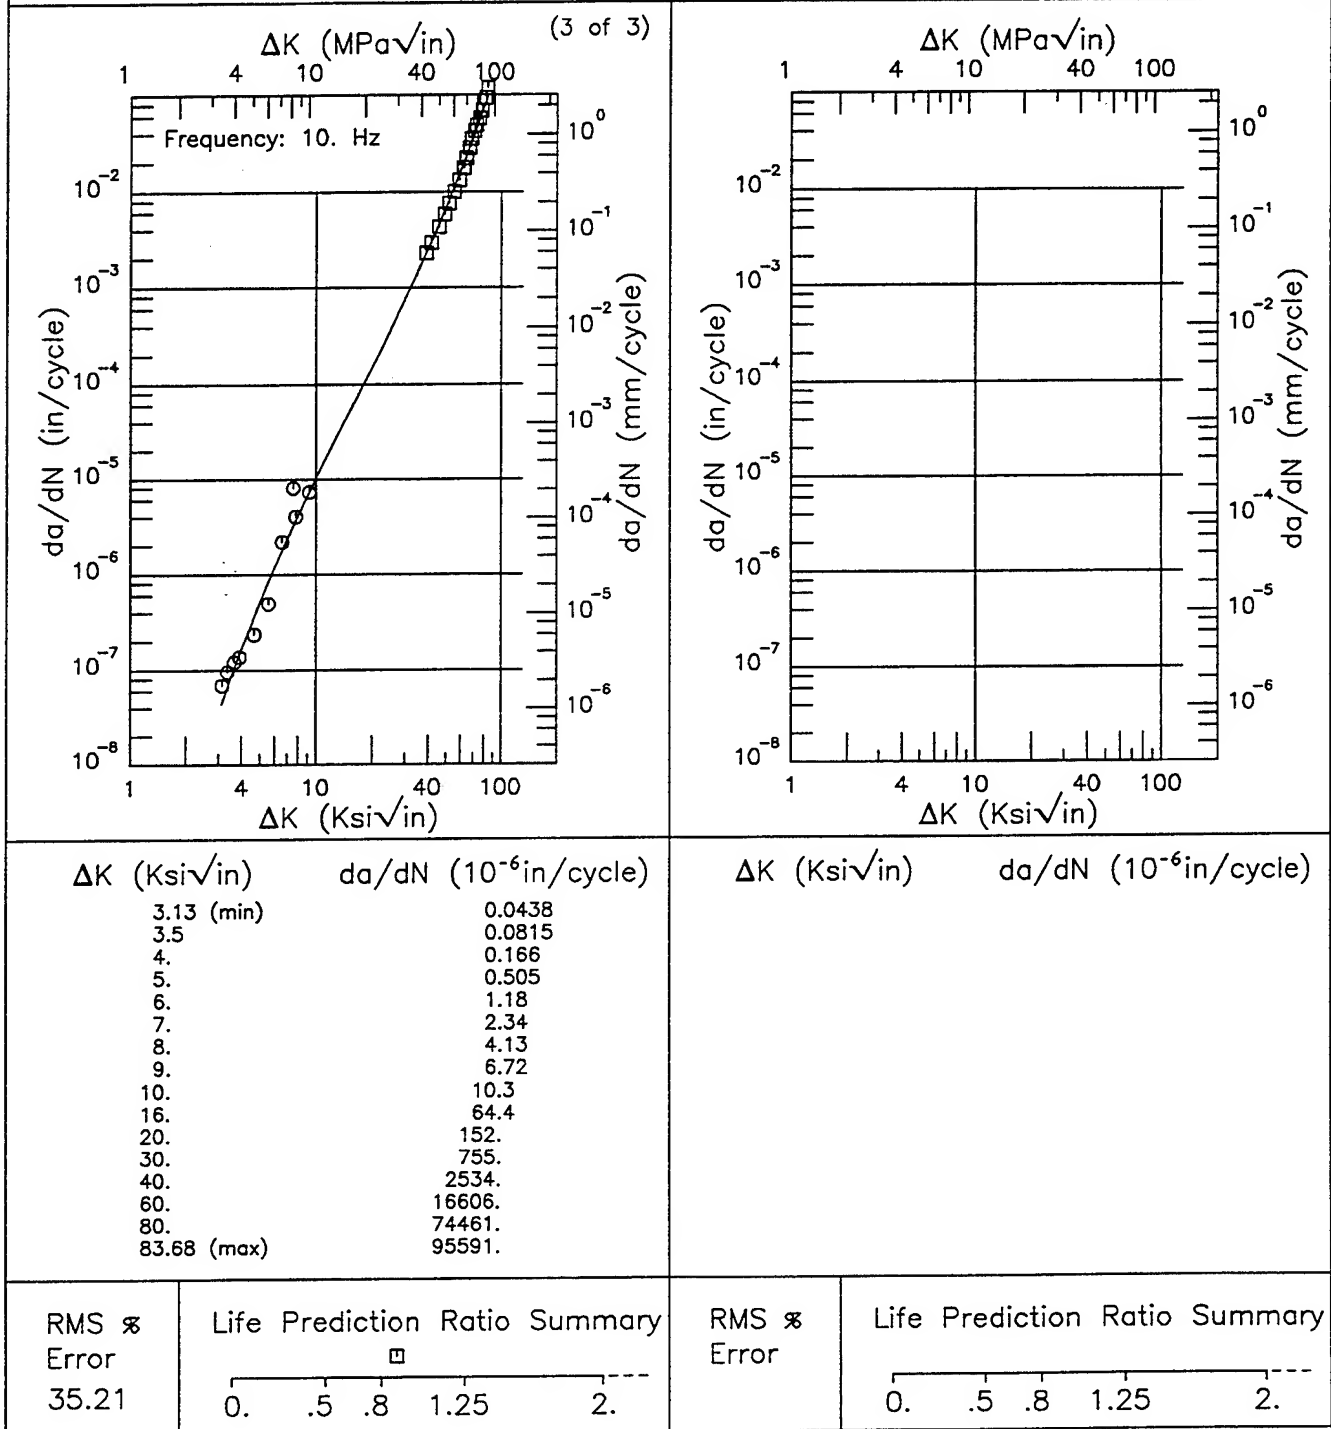 (3 of 3)
ΔK (MPa√in)
1 4 10 40 100
Frequency: 10. Hz
da/dN (in/cycle)
10⁻²
10⁻³
10⁻⁴
10⁻⁵
10⁻⁶
10⁻⁷
10⁻⁸
da/dN (mm/cycle)
10⁰
10⁻¹
10⁻²
10⁻³
10⁻⁴
10⁻⁵
10⁻⁶
1 4 10 40 100
ΔK (Ksi√in)
ΔK (MPa√in)
1 4 10 40 100
da/dN (in/cycle)
10⁻²
10⁻³
10⁻⁴
10⁻⁵
10⁻⁶
10⁻⁷
10⁻⁸
da/dN (mm/cycle)
10⁰
10⁻¹
10⁻²
10⁻³
10⁻⁴
10⁻⁵
10⁻⁶
1 4 10 40 100
ΔK (Ksi√in)
ΔK (Ksi√in) da/dN (10⁻⁶in/cycle)
3.13 (min) 0.0438
3.5 0.0815
4. 0.166
5. 0.505
6. 1.18
7. 2.34
8. 4.13
9. 6.72
10. 10.3
16. 64.4
20. 152.
30. 755.
40. 2534.
60. 16606.
80. 74461.
83.68 (max) 95591.
ΔK (Ksi√in) da/dN (10⁻⁶in/cycle)
RMS %
Error
35.21
Life Prediction Ratio Summary
0. .5 .8 1.25 2.
RMS %
Error
Life Prediction Ratio Summary
0. .5 .8 1.25 2.